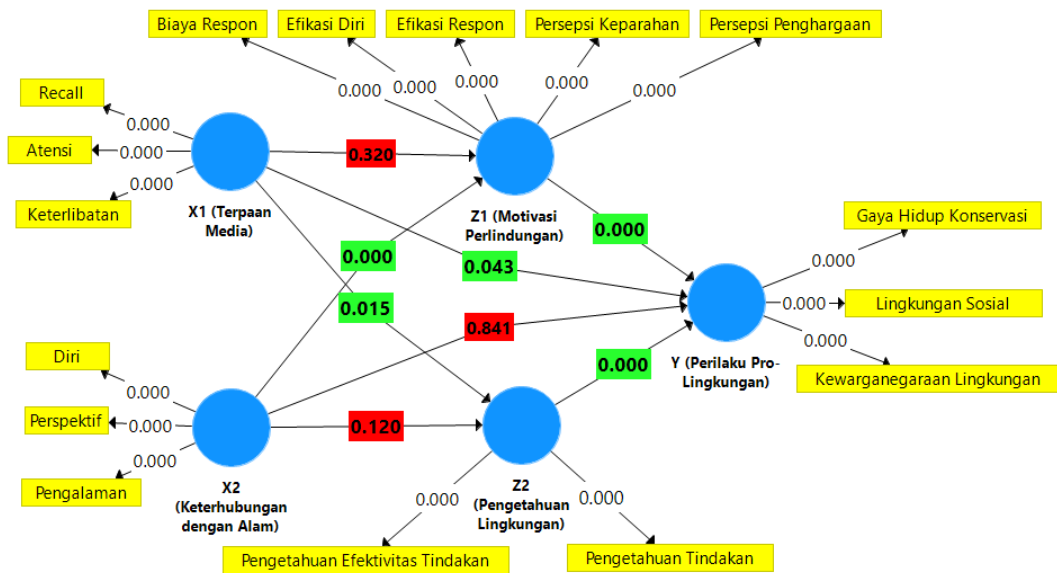 Biaya Respon
Efikasi Diri
Efikasi Respon
Persepsi Keparahan
Persepsi Penghargaan
0.000
0.000
0.000
0.000
0.000
Recall
0.000
Atensi
0.000
0.000
Keterlibatan
X1 (Terpaan
Media)
0.320
Z1 (Motivasi
Perlindungan)
0.000
0.043
0.000
0.015
0.841
0.000
Gaya Hidup Konservasi
0.000
0.000
Lingkungan Sosial
0.000
Kewarganegaraan Lingkungan
Y (Perilaku Pro-
Lingkungan)
Diri
0.000
Perspektif
0.000
0.000
Pengalaman
X2
(Keterhubungan
dengan Alam)
0.120
Z2
(Pengetahuan
Lingkungan)
0.000
0.000
Pengetahuan Efektivitas Tindakan
Pengetahuan Tindakan